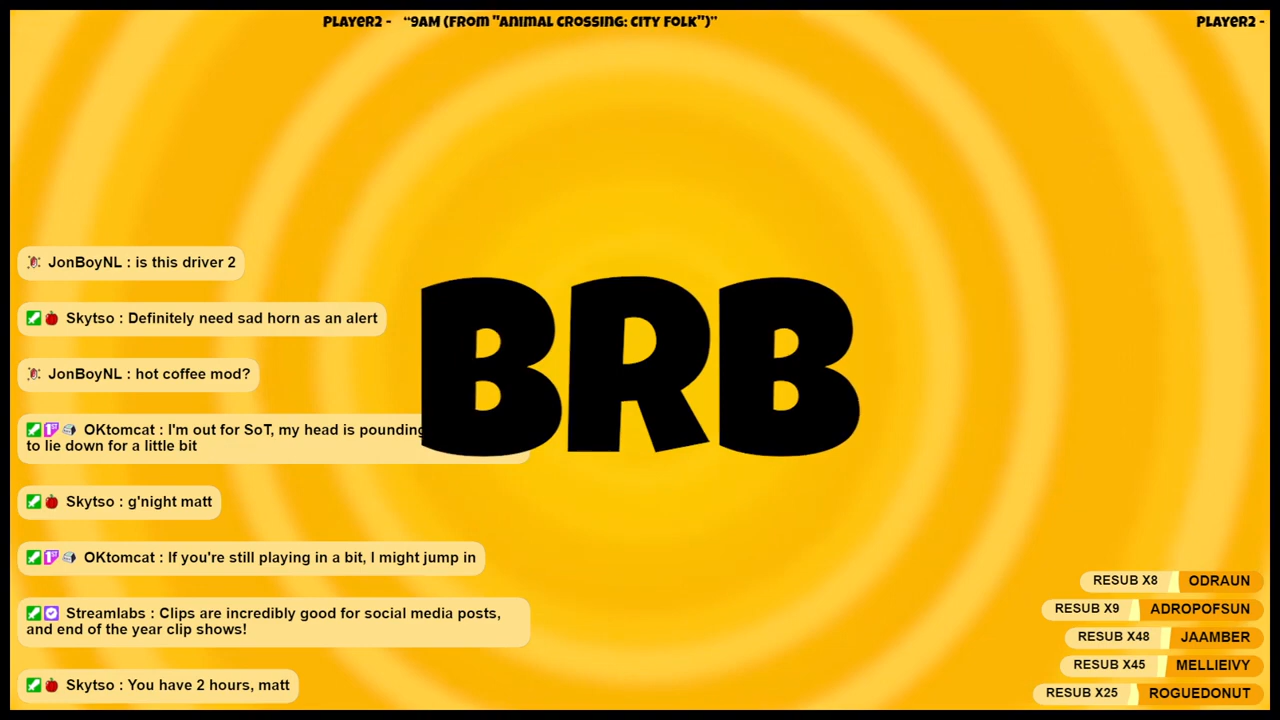 PLAYER2 - "9AM (FROM "ANIMAL CROSSING: CITY FOLK")"
PLAYER2 -
JonBoyNL : is this driver 2
Skytso : Definitely need sad horn as an alert
JonBoyNL : hot coffee mod?
BRB
OKtomcat : I'm out for SoT, my head is pounding
to lie down for a little bit
Skytso : g'night matt
OKtomcat : If you're still playing in a bit, I might jump in
Streamlabs : Clips are incredibly good for social media posts,
and end of the year clip shows!
Skytso : You have 2 hours, matt
RESUB X8 ODRAUN
RESUB X9 ADROPOFSUN
RESUB X48 JAAMBER
RESUB X45 MELLIEIVY
RESUB X25 ROGUEDONUT